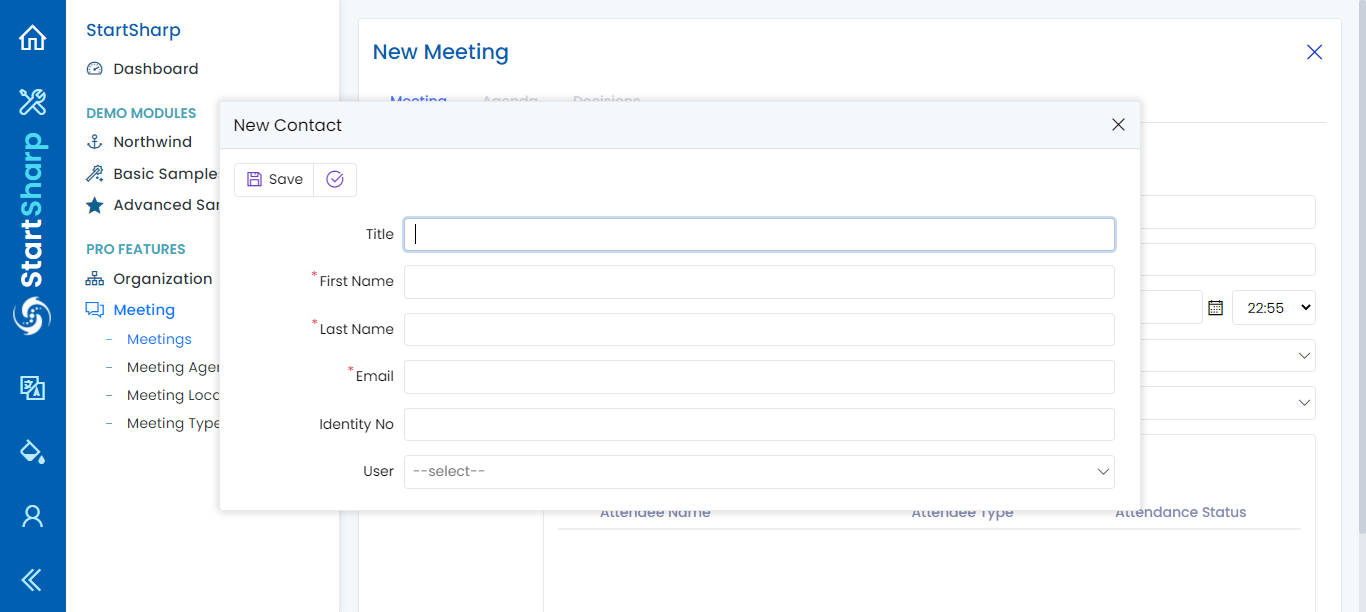 StartSharp
StartSharp
Dashboard
DEMO MODULES
Northwind
Basic Sample
Advanced Sar
PRO FEATURES
Organization
Meeting
Meetings
Meeting Ager
Meeting Loca
Meeting Type
New Meeting
Meeting Agenda Decisions
New Contact
Save
Title
*First Name
*Last Name
*Email
Identity No
User --select--
22:55
Attendee Name Attendee Type Attendance Status